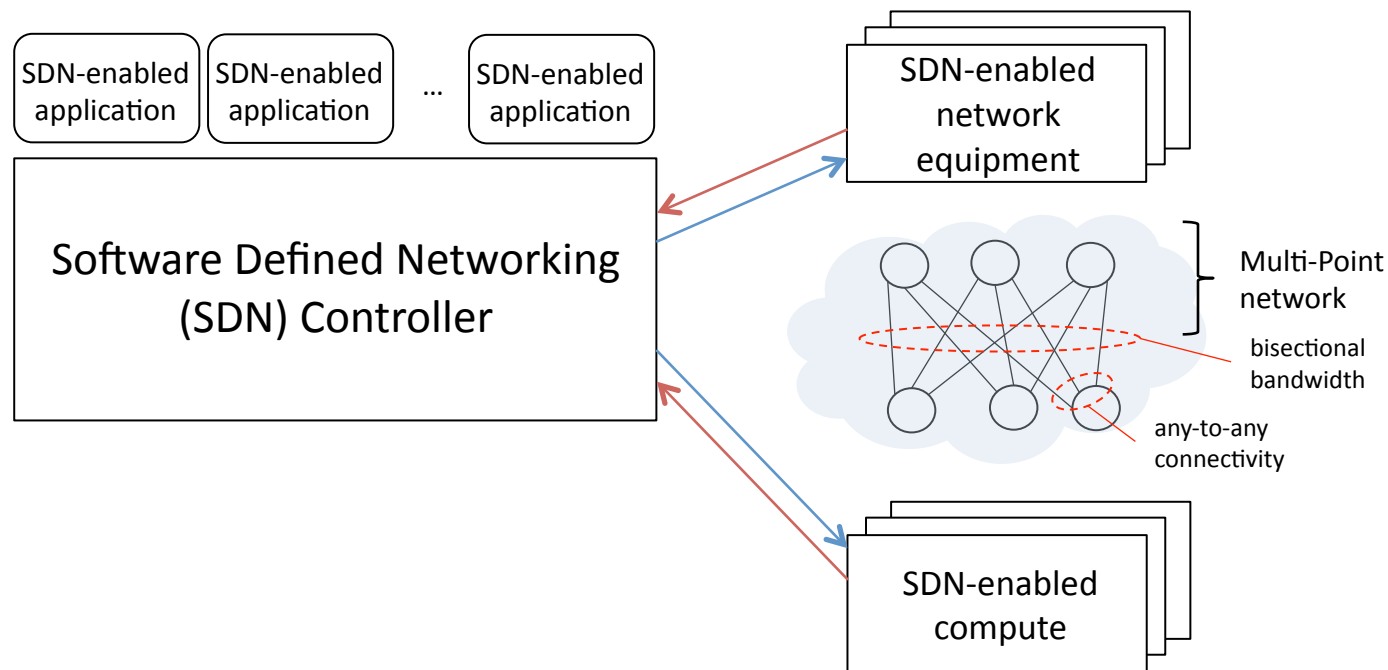 SDN-enabled
application
SDN-enabled
application
...
SDN-enabled
application
Software Defined Networking
(SDN) Controller
SDN-enabled
network
equipment
Multi-Point
network
bisectional
bandwidth
any-to-any
connectivity
SDN-enabled
compute